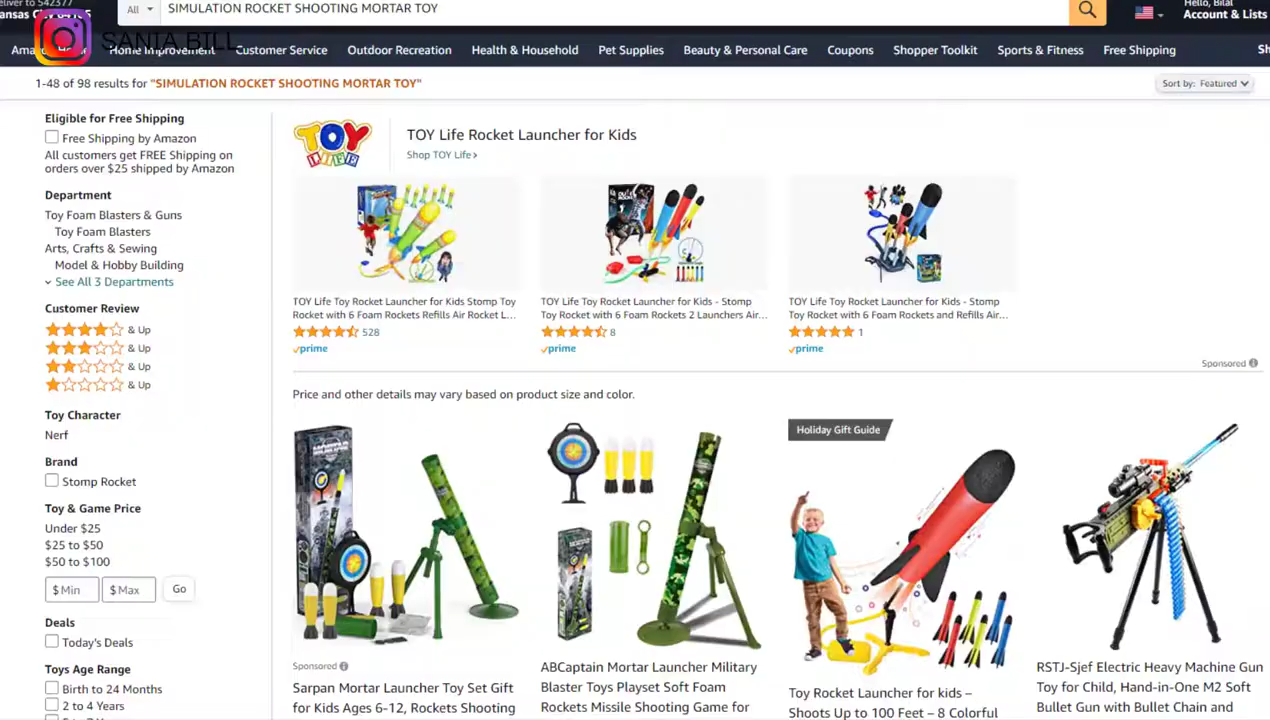 Deliver to 542377
SIMULATION ROCKET SHOOTING MORTAR TOY
All
Hello, Bilal
Account & Lists
SANIA.BILL
Home Improvement
Customer Service
Outdoor Recreation
Health & Household
Pet Supplies
Beauty & Personal Care
Coupons
Shopper Toolkit
Sports & Fitness
Free Shipping
Sh
1-48 of 98 results for "SIMULATION ROCKET SHOOTING MORTAR TOY"
Sort by: Featured
Eligible for Free Shipping
Free Shipping by Amazon
All customers get FREE Shipping on
orders over $25 shipped by Amazon
Department
Toy Foam Blasters & Guns
Toy Foam Blasters
Arts, Crafts & Sewing
Model & Hobby Building
See All 3 Departments
Customer Review
& Up
& Up
& Up
& Up
Toy Character
Nerf
Brand
Stomp Rocket
Toy & Game Price
Under $25
$25 to $50
$50 to $100
$ Min
$ Max
Go
Deals
Today's Deals
Toys Age Range
Birth to 24 Months
2 to 4 Years
TOY LIFE
TOY Life Rocket Launcher for Kids
Shop TOY Life ›
TOY Life Toy Rocket Launcher for Kids Stomp Toy
Rocket with 6 Foam Rockets Refills Air Rocket L...
528
prime
TOY Life Toy Rocket Launcher for Kids - Stomp
Toy Rocket with 6 Foam Rockets 2 Launchers Air...
8
prime
TOY Life Toy Rocket Launcher for Kids - Stomp
Toy Rocket with 6 Foam Rockets and Refills Air...
1
prime
Sponsored
Price and other details may vary based on product size and color.
Sponsored
Sarpan Mortar Launcher Toy Set Gift
for Kids Ages 6-12, Rockets Shooting
ABCaptain Mortar Launcher Military
Blaster Toys Playset Soft Foam
Rockets Missile Shooting Game for
Holiday Gift Guide
Toy Rocket Launcher for kids –
Shoots Up to 100 Feet – 8 Colorful
RSTJ-Sjef Electric Heavy Machine Gun
Toy for Child, Hand-in-One M2 Soft
Bullet Gun with Bullet Chain and